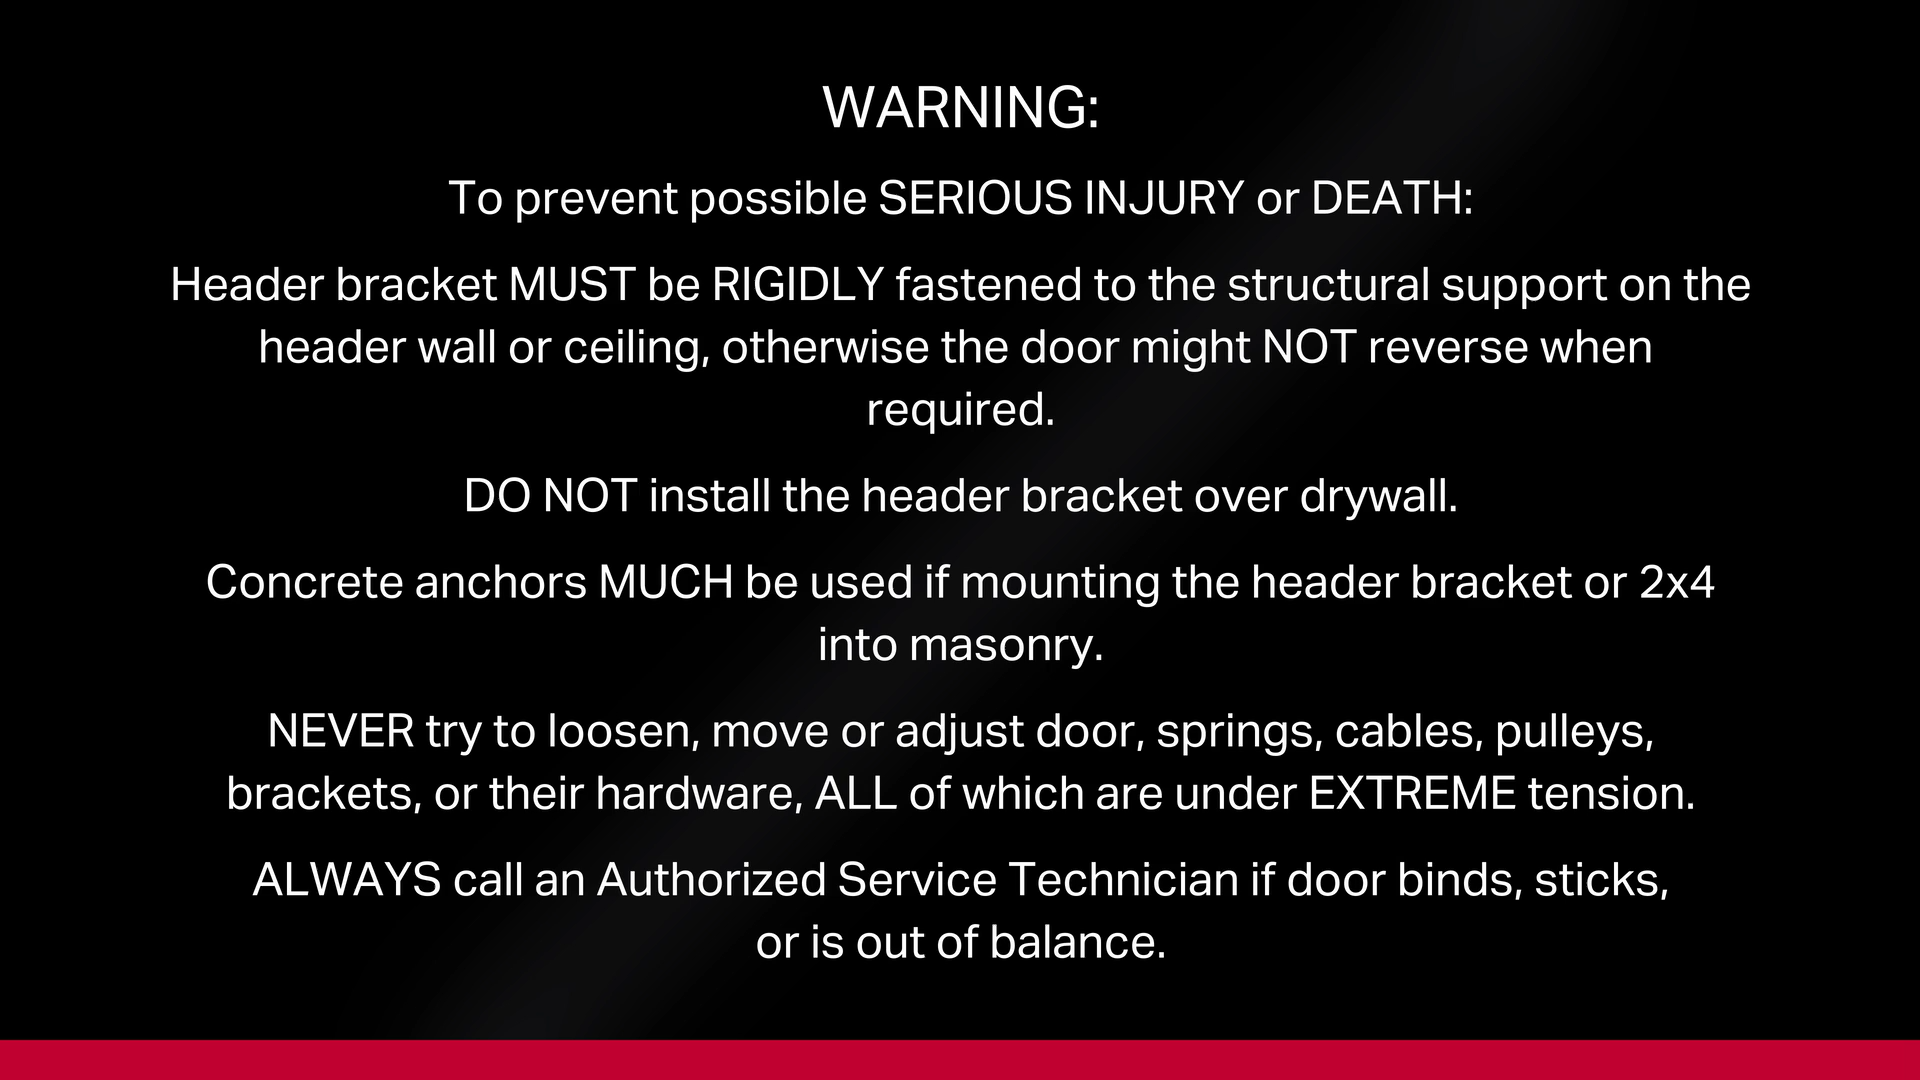 WARNING:
To prevent possible SERIOUS INJURY or DEATH:
Header bracket MUST be RIGIDLY fastened to the structural support on the
header wall or ceiling, otherwise the door might NOT reverse when
required.
DO NOT install the header bracket over drywall.
Concrete anchors MUCH be used if mounting the header bracket or 2x4
into masonry.
NEVER try to loosen, move or adjust door, springs, cables, pulleys,
brackets, or their hardware, ALL of which are under EXTREME tension.
ALWAYS call an Authorized Service Technician if door binds, sticks,
or is out of balance.